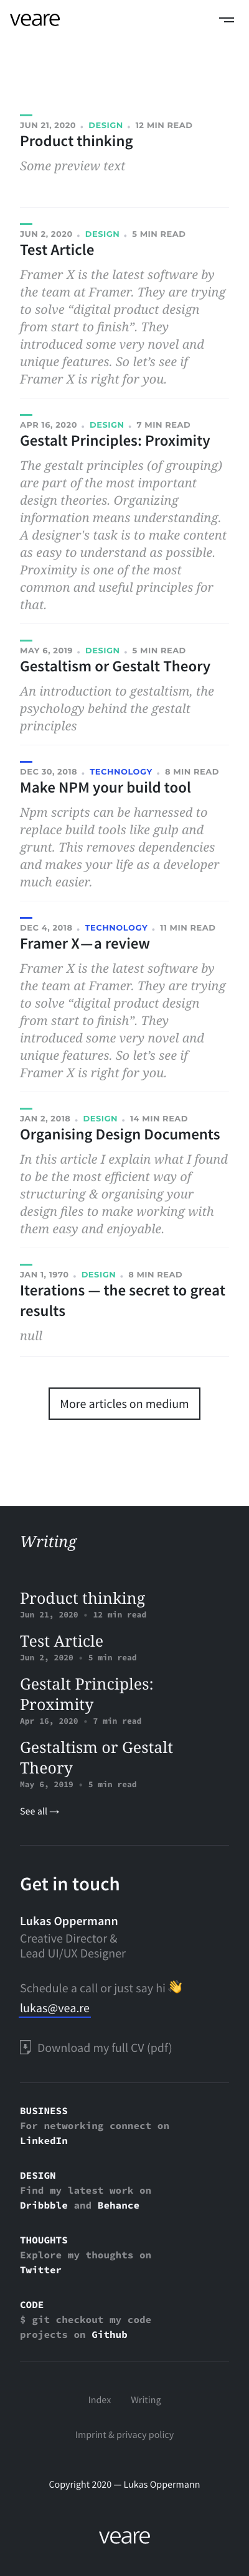 veare
JUN 21, 2020 • DESIGN • 12 MIN READ
Product thinking
Some preview text
JUN 2, 2020 • DESIGN • 5 MIN READ
Test Article
Framer X is the latest software by
the team at Framer. They are trying
to solve “digital product design
from start to finish”. They
introduced some very novel and
unique features. So let’s see if
Framer X is right for you.
APR 16, 2020 • DESIGN • 7 MIN READ
Gestalt Principles: Proximity
The gestalt principles (of grouping)
are part of the most important
design theories. Organizing
information means understanding.
A designer's task is to make content
as easy to understand as possible.
Proximity is one of the most
common and useful principles for
that.
MAY 6, 2019 • DESIGN • 5 MIN READ
Gestaltism or Gestalt Theory
An introduction to gestaltism, the
psychology behind the gestalt
principles
DEC 30, 2018 • TECHNOLOGY • 8 MIN READ
Make NPM your build tool
Npm scripts can be harnessed to
replace build tools like gulp and
grunt. This removes dependencies
and makes your life as a developer
much easier.
DEC 4, 2018 • TECHNOLOGY • 11 MIN READ
Framer X — a review
Framer X is the latest software by
the team at Framer. They are trying
to solve “digital product design
from start to finish”. They
introduced some very novel and
unique features. So let’s see if
Framer X is right for you.
JAN 2, 2018 • DESIGN • 14 MIN READ
Organising Design Documents
In this article I explain what I found
to be the most efficient way of
structuring & organising your
design files to make working with
them easy and enjoyable.
JAN 1, 1970 • DESIGN • 8 MIN READ
Iterations — the secret to great
results
null
More articles on medium
Writing
Product thinking
Jun 21, 2020 • 12 min read
Test Article
Jun 2, 2020 • 5 min read
Gestalt Principles:
Proximity
Apr 16, 2020 • 7 min read
Gestaltism or Gestalt
Theory
May 6, 2019 • 5 min read
See all →
Get in touch
Lukas Oppermann
Creative Director &
Lead UI/UX Designer
Schedule a call or just say hi 👋
lukas@vea.re
Download my full CV (pdf)
BUSINESS
For networking connect on
LinkedIn
DESIGN
Find my latest work on
Dribbble and Behance
THOUGHTS
Explore my thoughts on
Twitter
CODE
$ git checkout my code
projects on Github
Index Writing
Imprint & privacy policy
Copyright 2020 — Lukas Oppermann
veare